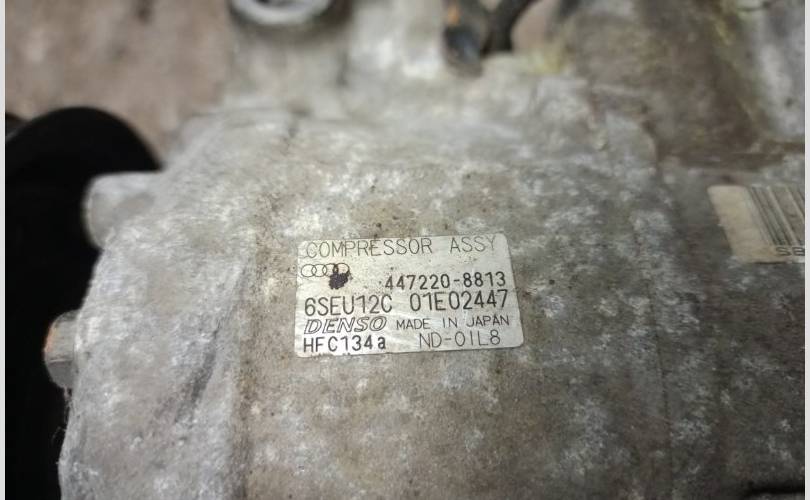 COMPRESSOR ASSY
447220-8813
6SEU12C 01E02447
DENSO MADE IN JAPAN
HFC134a ND-OIL8